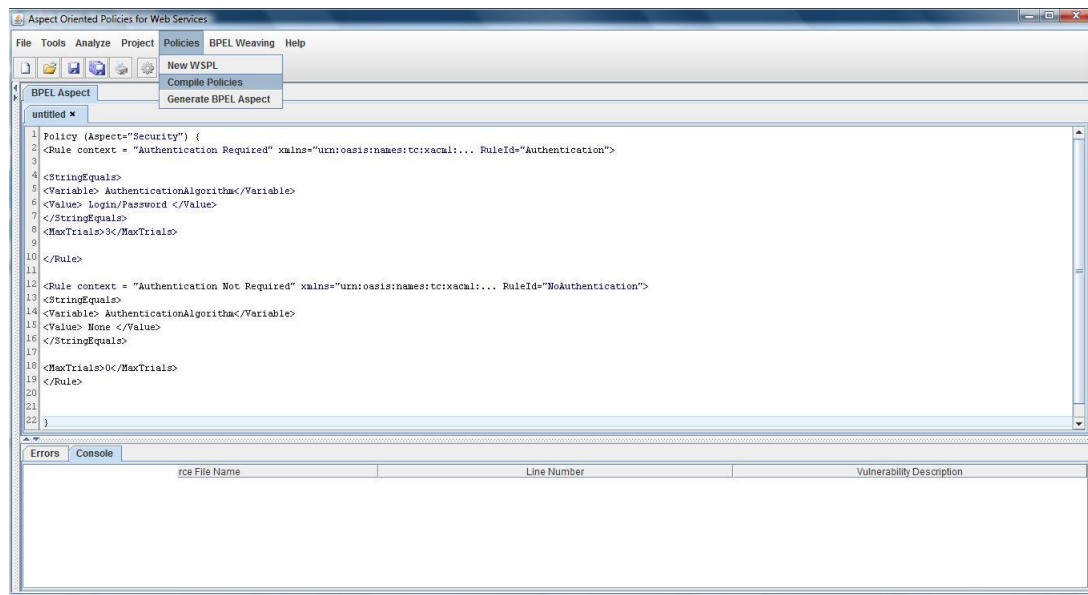 Aspect Oriented Policies for Web Services
File Tools Analyze Project Policies BPEL Weaving Help
New WSPL
Compile Policies
Generate BPEL Aspect
BPEL Aspect
untitled ×
1 Policy (Aspect="Security") {
2 <Rule context = "Authentication Required" xmlns="urn:oasis:names:tc:xacml:... RuleId="Authentication">
3
4 <StringEquals>
5 <Variable> AuthenticationAlgorithm</Variable>
6 <Value> Login/Password </Value>
7 </StringEquals>
8 <MaxTrials>3</MaxTrials>
9
10 </Rule>
11
12 <Rule context = "Authentication Not Required" xmlns="urn:oasis:names:tc:xacml:... RuleId="NoAuthentication">
13 <StringEquals>
14 <Variable> AuthenticationAlgorithm</Variable>
15 <Value> None </Value>
16 </StringEquals>
17
18 <MaxTrials>0</MaxTrials>
19 </Rule>
20
21
22 }
Errors Console
rce File Name Line Number Vulnerability Description